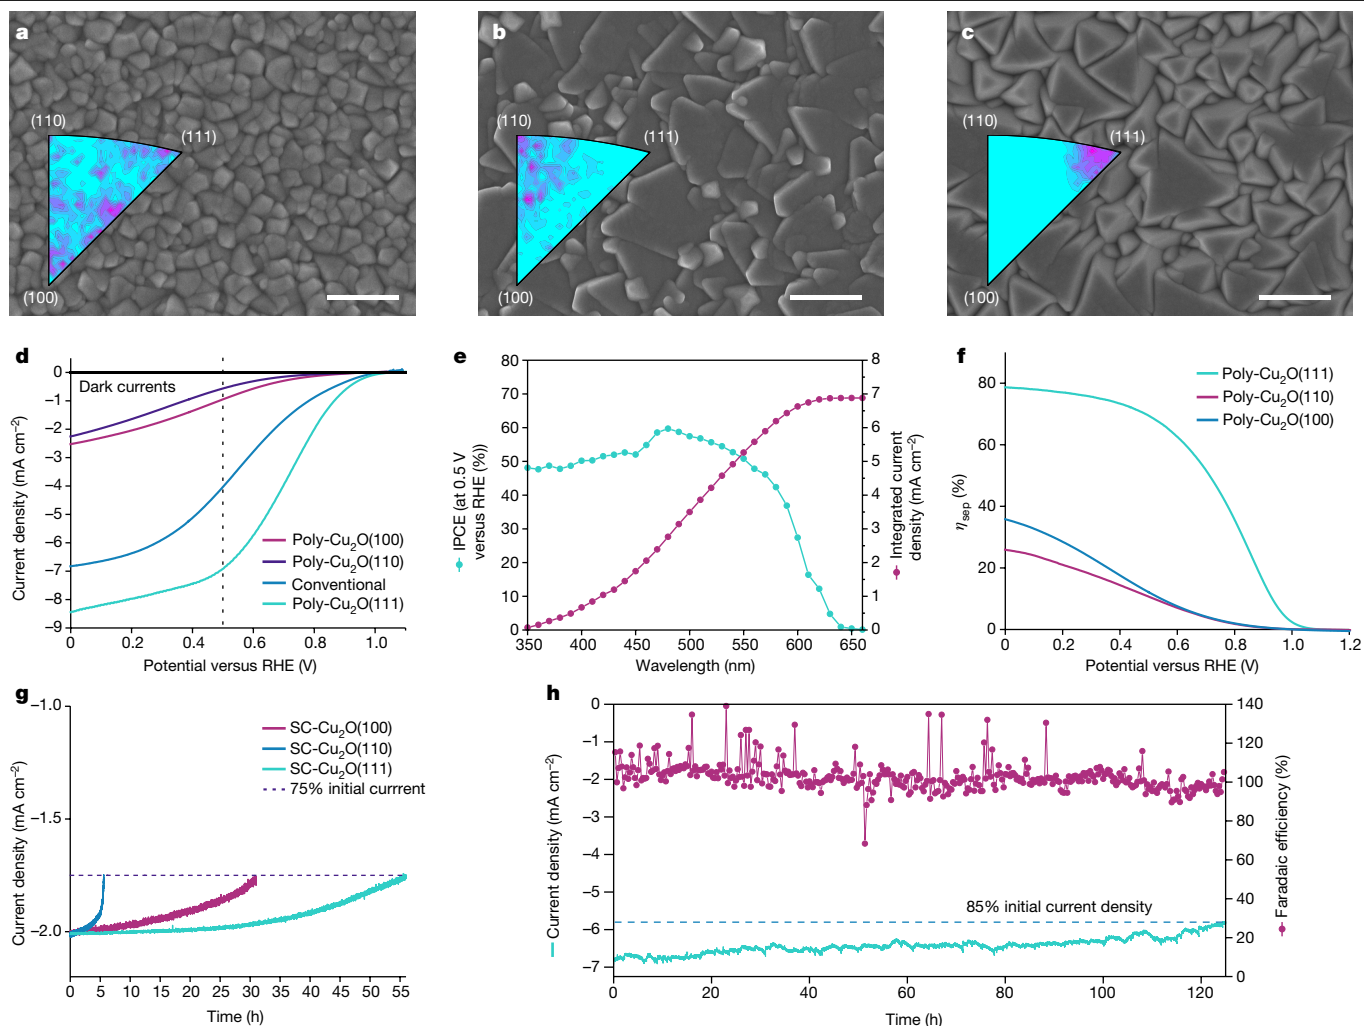 a
(110)
(111)
(100)
b
(110)
(111)
(100)
c
(110)
(111)
(100)
d
0
−1
−2
−3
−4
−5
−6
−7
−8
−9
Current density (mA cm−2)
Dark currents
Poly-Cu2O(100)
Poly-Cu2O(110)
Conventional
Poly-Cu2O(111)
0 0.2 0.4 0.6 0.8 1.0
Potential versus RHE (V)
e
80
70
60
50
40
30
20
10
0
IPCE (at 0.5 V
versus RHE (%))
8
7
6
5
4
3
2
1
0
Integrated current
density (mA cm−2)
350 400 450 500 550 600 650
Wavelength (nm)
f
80
60
40
20
0
ηsep (%)
Poly-Cu2O(111)
Poly-Cu2O(110)
Poly-Cu2O(100)
0 0.2 0.4 0.6 0.8 1.0 1.2
Potential versus RHE (V)
g
−1.0
−1.5
−2.0
Current density (mA cm−2)
SC-Cu2O(100)
SC-Cu2O(110)
SC-Cu2O(111)
75% initial currrent
0 5 10 15 20 25 30 35 40 45 50 55
Time (h)
h
0
−1
−2
−3
−4
−5
−6
−7
Current density (mA cm−2)
85% initial current density
140
120
100
80
60
40
20
0
Faradaic efficiency (%)
0 20 40 60 80 100 120
Time (h)